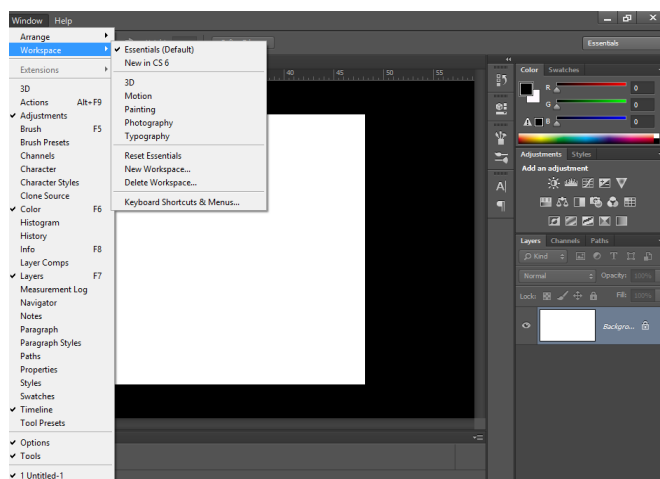 Window Help
Arrange
Workspace
Extensions
3D
Actions Alt+F9
Adjustments
Brush F5
Brush Presets
Channels
Character
Character Styles
Clone Source
Color F6
Histogram
History
Info F8
Layer Comps
Layers F7
Measurement Log
Navigator
Notes
Paragraph
Paragraph Styles
Paths
Properties
Styles
Swatches
Timeline
Tool Presets
Options
Tools
1 Untitled-1
Essentials (Default)
New in CS 6
3D
Motion
Painting
Photography
Typography
Reset Essentials
New Workspace...
Delete Workspace...
Keyboard Shortcuts & Menus...
40 45 50 55
Essentials
Color Swatches
R 0
G 0
B 0
Adjustments Styles
Add an adjustment
Layers Channels Paths
Kind
Normal Opacity: 100%
Lock: Fill: 100%
Backgro...